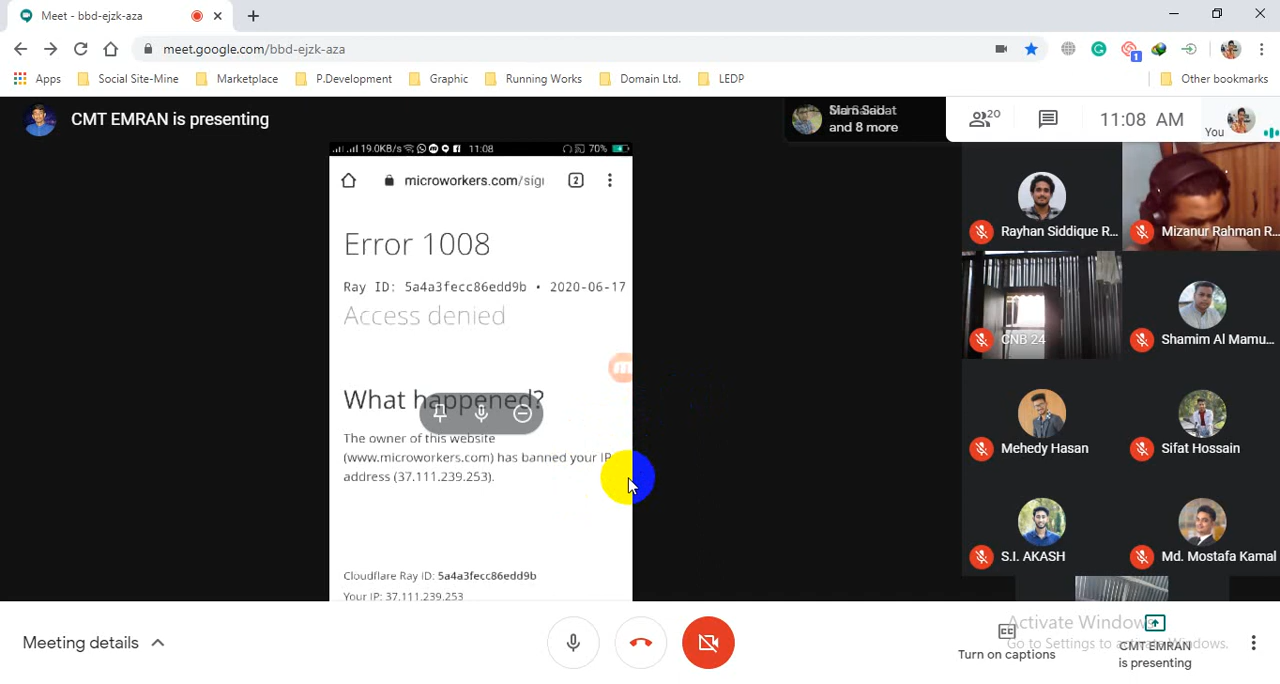 Meet - bbd-ejzk-aza
meet.google.com/bbd-ejzk-aza
1
Apps Social Site-Mine Marketplace P.Development Graphic Running Works Domain Ltd. LEDP Other bookmarks
CMT EMRAN is presenting
and 8 more
20
11:08 AM
You
19.0KB/s 11:08 70%
microworkers.com/sign
2
Error 1008
Ray ID: 5a4a3fecc86edd9b • 2020-06-17
Access denied
What happened?
The owner of this website
(www.microworkers.com) has banned your IP
address (37.111.239.253).
Cloudflare Ray ID: 5a4a3fecc86edd9b
Your IP: 37.111.239.253
Rayhan Siddique R...
Mizanur Rahman R...
CNB 24
Shamim Al Mamu...
Mehedy Hasan
Sifat Hossain
S.I. AKASH
Md. Mostafa Kamal
Meeting details
CC
Turn on captions
CMT EMRAN
is presenting
Activate Windows
Go to Settings to activate Windows.